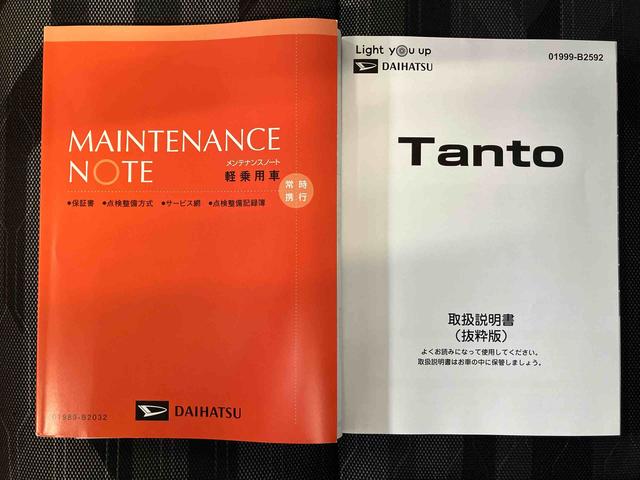 MAINTENANCE
NOTE
メンテナンスノート
軽乗用車
常時
携行
•保証書 •点検整備方式 •サービス網 •点検整備記録簿
DAIHATSU
01989-B2032
Light you up
DAIHATSU
01999-B2592
Tanto
取扱説明書
(抜粋版)
よくお読みになって使用してください。
取扱説明書はお車の中に保管しましょう。